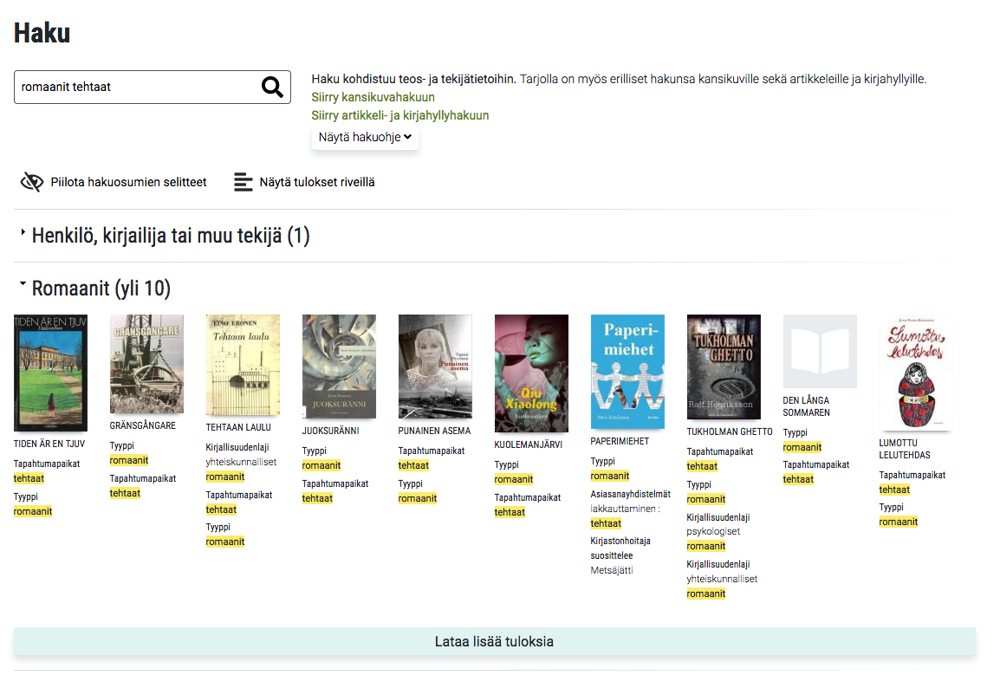 Haku
romaanit tehtaat
Haku kohdistuu teos- ja tekijätietoihin. Tarjolla on myös erilliset hakunsa kansikuville sekä artikkeleille ja kirjahyllyille.
Siirry kansikuvahakuun
Siirry artikkeli- ja kirjahyllyhakuun
Näytä hakuohje
Piilota hakuosumien selitteet
Näytä tulokset riveillä
Henkilö, kirjailija tai muu tekijä (1)
Romaanit (yli 10)
TIDEN ÄR EN TJUV
TIDEN ÄR EN TJUV
Tapahtumapaikat
tehtaat
Tyyppi
romaanit
GRÄNSGÅNGARE
GRÄNSGÅNGARE
Tyyppi
romaanit
Tapahtumapaikat
tehtaat
EINO ERONEN
Tehtaan laulu
TEHTAAN LAULU
Kirjallisuudenlaji
yhteiskunnalliset
romaanit
Tapahtumapaikat
tehtaat
Tyyppi
romaanit
JUOKSURÄNNI
JUOKSURÄNNI
Tyyppi
romaanit
Tapahtumapaikat
tehtaat
Punainen
asema
PUNAINEN ASEMA
Tapahtumapaikat
tehtaat
Tyyppi
romaanit
Qiu
Xiaolong
Kuolemanjärvi
KUOLEMANJÄRVI
Tyyppi
romaanit
Tapahtumapaikat
tehtaat
Paperi-
miehet
PAPERIMIEHET
Tyyppi
romaanit
Asiasanayhdistelmät
lakkauttaminen :
tehtaat
Kirjastonhoitaja
suosittelee
Metsäjätti
TUKHOLMAN
GHETTO
Ralf Henriksson
TUKHOLMAN GHETTO
Tapahtumapaikat
tehtaat
Tyyppi
romaanit
Kirjallisuudenlaji
psykologiset
romaanit
Kirjallisuudenlaji
yhteiskunnalliset
romaanit
DEN LÅNGA
SOMMAREN
Tyyppi
romaanit
Tapahtumapaikat
tehtaat
Lumottu
lelutehdas
LUMOTTU
LELUTEHDAS
Tapahtumapaikat
tehtaat
Tyyppi
romaanit
Lataa lisää tuloksia